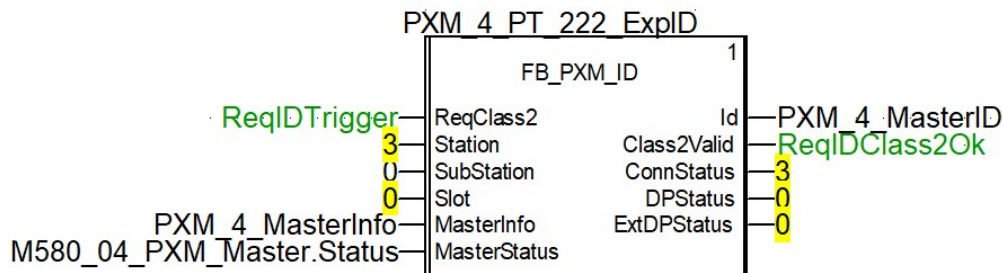 PXM_4_PT_222_ExpID
1
FB_PXM_ID
ReqIDTrigger ReqClass2 Id PXM_4_MasterID
3 Station Class2Valid ReqIDClass2Ok
0 SubStation ConnStatus 3
0 Slot DPStatus 0
PXM_4_MasterInfo MasterInfo ExtDPStatus 0
M580_04_PXM_Master.Status MasterStatus